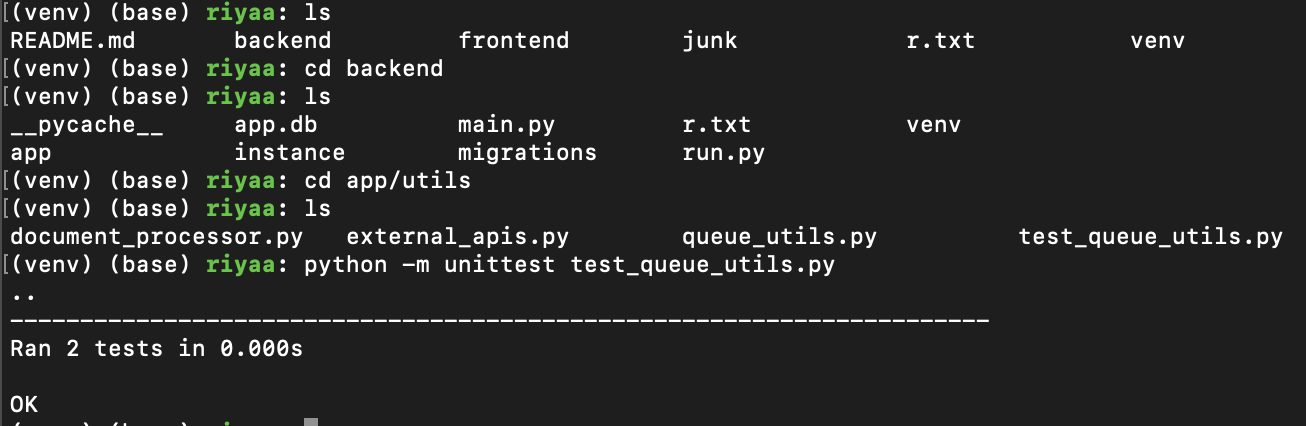 [(venv) (base) riyaa: ls
README.md backend frontend junk r.txt venv
[(venv) (base) riyaa: cd backend
[(venv) (base) riyaa: ls
__pycache__ app.db main.py r.txt venv
app instance migrations run.py
[(venv) (base) riyaa: cd app/utils
[(venv) (base) riyaa: ls
document_processor.py external_apis.py queue_utils.py test_queue_utils.py
[(venv) (base) riyaa: python -m unittest test_queue_utils.py
..
----------------------------------------------------------------------
Ran 2 tests in 0.000s
OK
(venv) (base) riyaa: